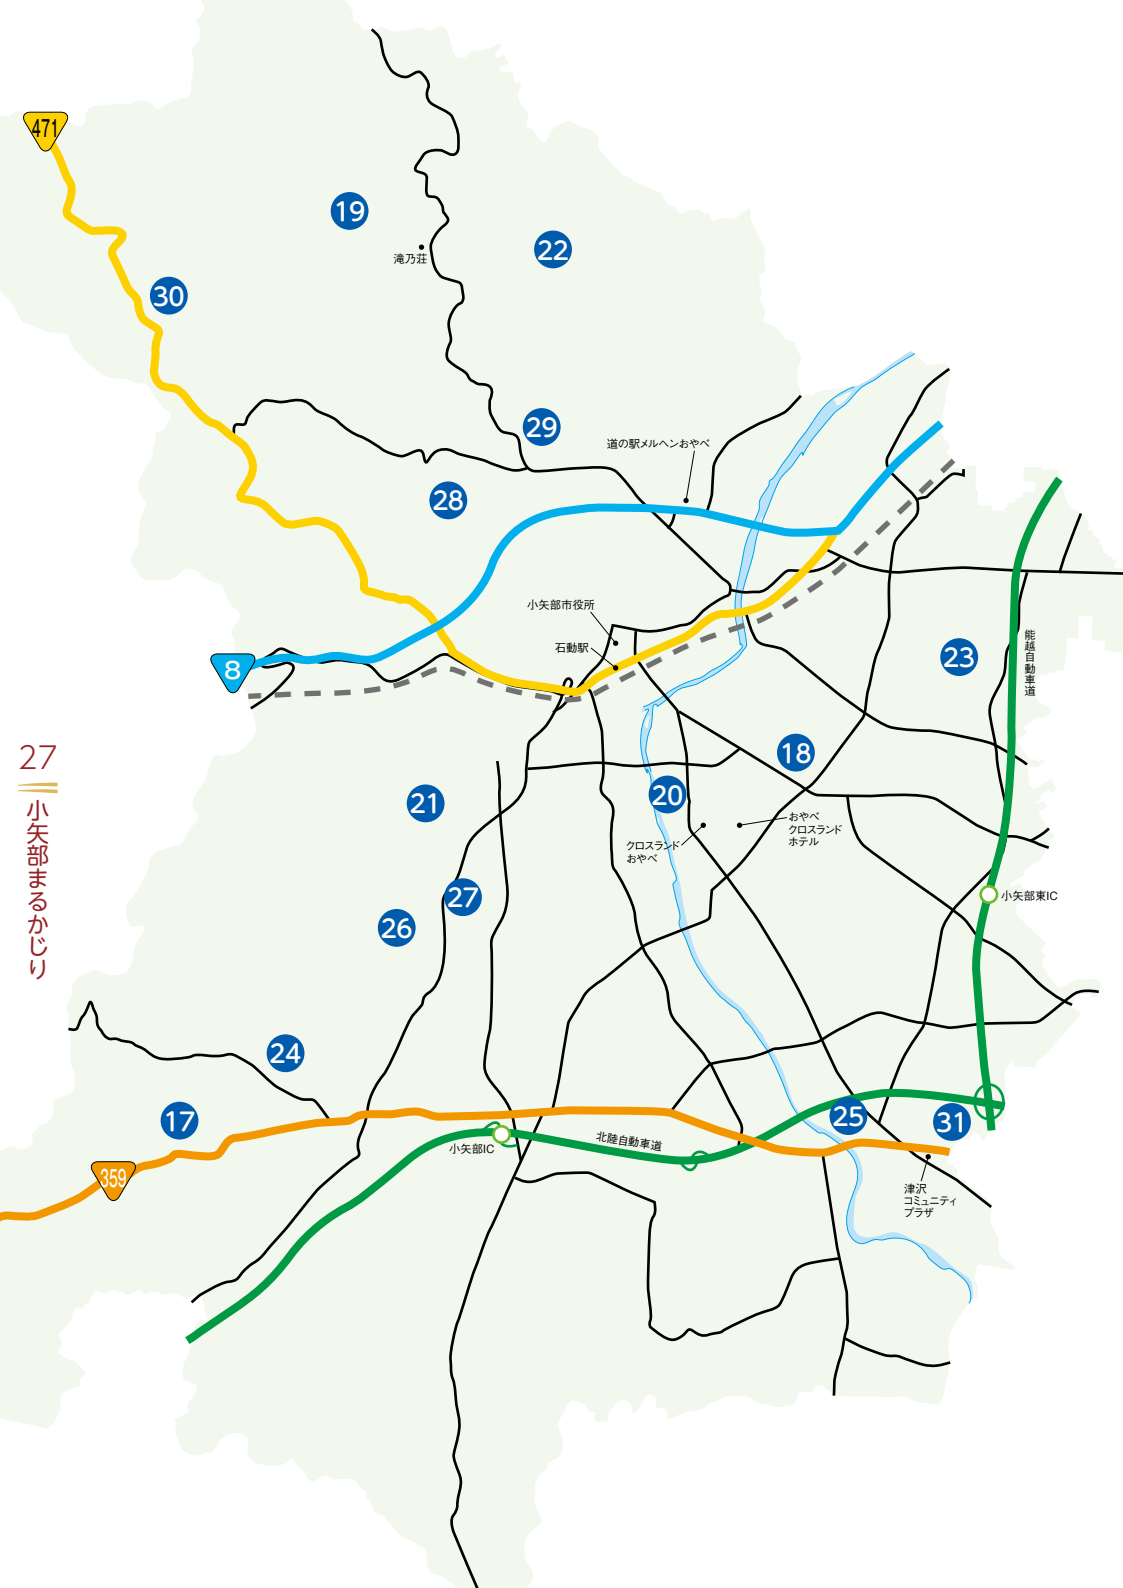 471
19
滝乃荘
22
30
29
道の駅メルヘンおやべ
28
小矢部市役所
石動駅
8
23
能越自動車道
27
小矢部まるかじり
18
20
21
おやべ
クロスランド
ホテル
クロスランド
おやべ
27
26
小矢部東IC
24
17
25
31
小矢部IC
北陸自動車道
359
津沢
コミュニティ
プラザ